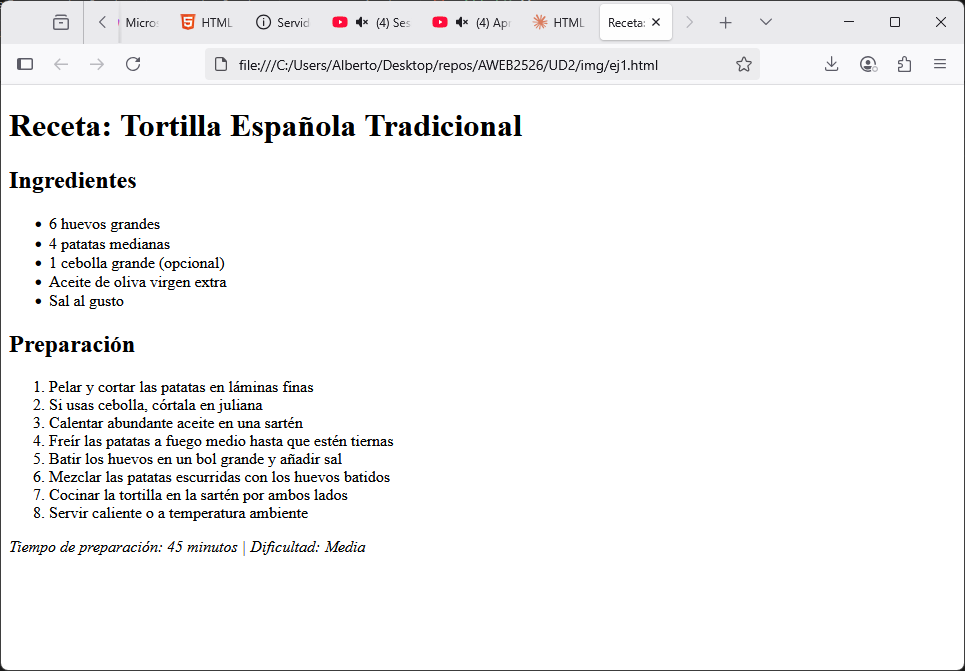 Micros
HTML
Servid
(4) Ses
(4) Apr
HTML
Receta:
file:///C:/Users/Alberto/Desktop/repos/AWEB2526/UD2/img/ej1.html
Receta: Tortilla Española Tradicional
Ingredientes
6 huevos grandes
4 patatas medianas
1 cebolla grande (opcional)
Aceite de oliva virgen extra
Sal al gusto
Preparación
1. Pelar y cortar las patatas en láminas finas
2. Si usas cebolla, córtala en juliana
3. Calentar abundante aceite en una sartén
4. Freír las patatas a fuego medio hasta que estén tiernas
5. Batir los huevos en un bol grande y añadir sal
6. Mezclar las patatas escurridas con los huevos batidos
7. Cocinar la tortilla en la sartén por ambos lados
8. Servir caliente o a temperatura ambiente
Tiempo de preparación: 45 minutos | Dificultad: Media